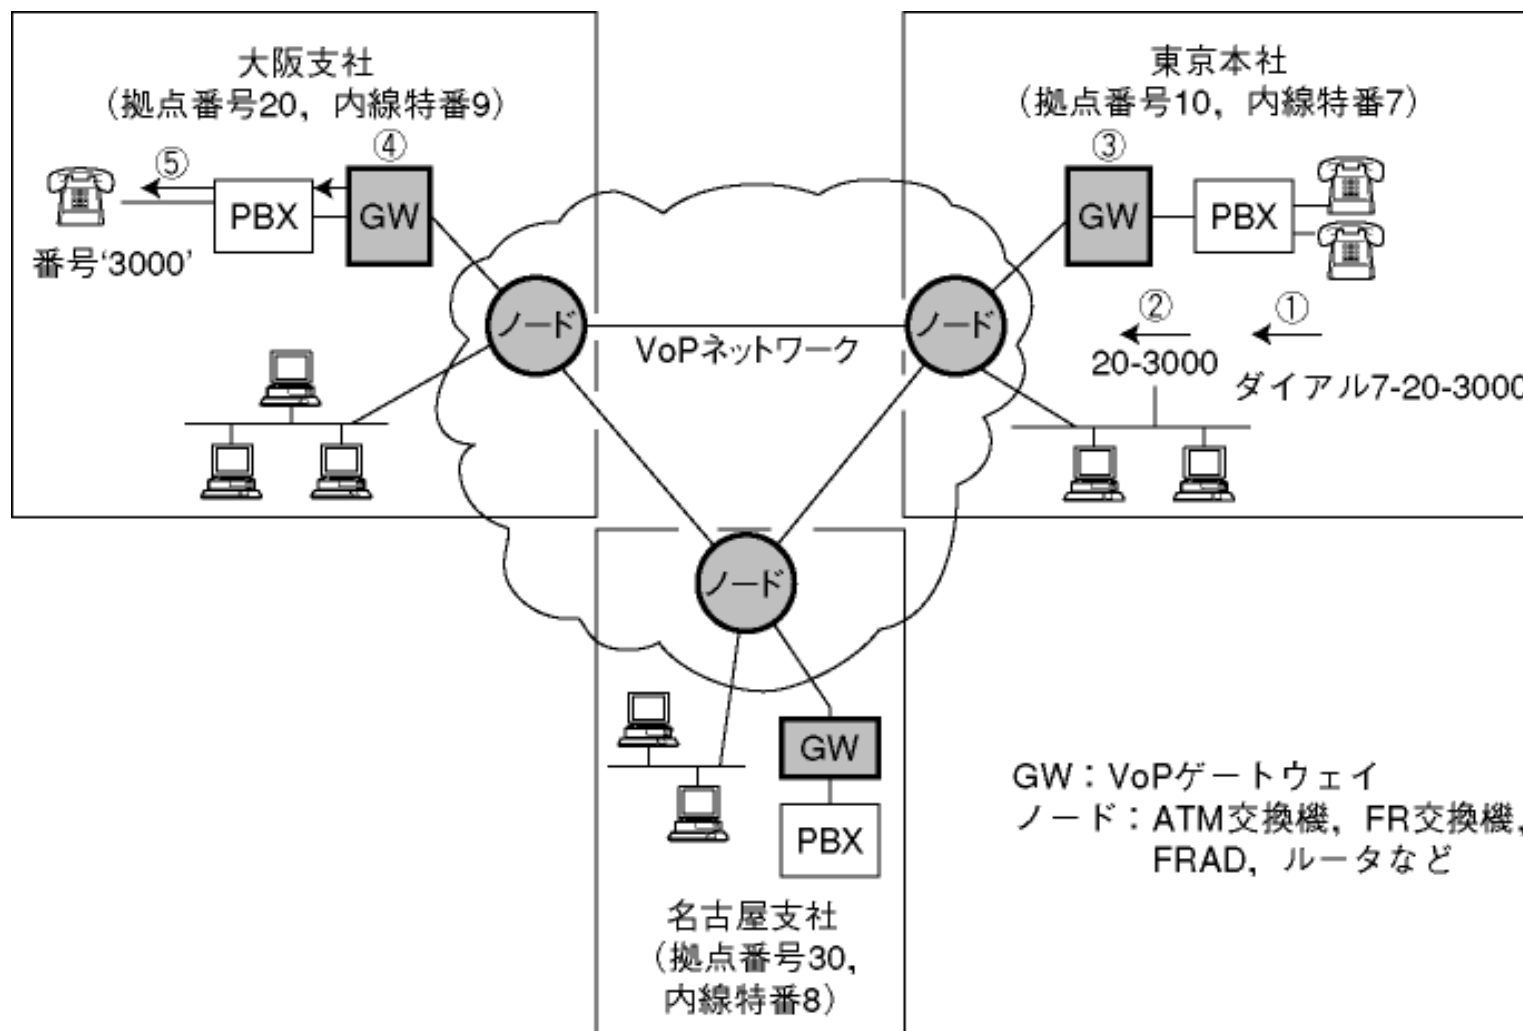 大阪支社
（拠点番号20，内線特番9）
④
⑤
PBX
GW
番号‘3000’
ノード
東京本社
（拠点番号10，内線特番7）
③
GW
PBX
ノード
VoPネットワーク
②
①
20-3000
ダイアル7-20-3000
ノード
GW
PBX
名古屋支社
（拠点番号30，
内線特番8）
GW：VoPゲートウェイ
ノード：ATM交換機，FR交換機，
FRAD，ルータなど